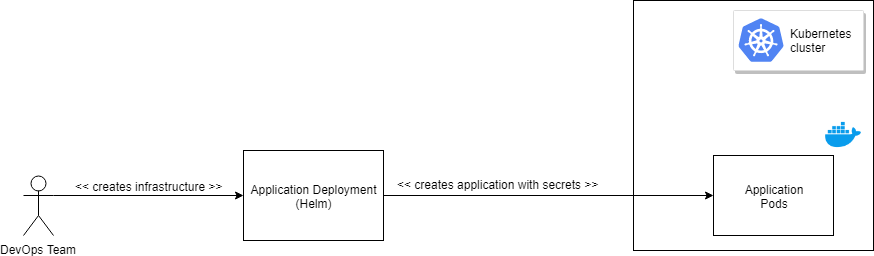 Kubernetes
cluster
<< creates infrastructure >>
Application Deployment
(Helm)
<< creates application with secrets >>
Application
Pods
DevOps Team